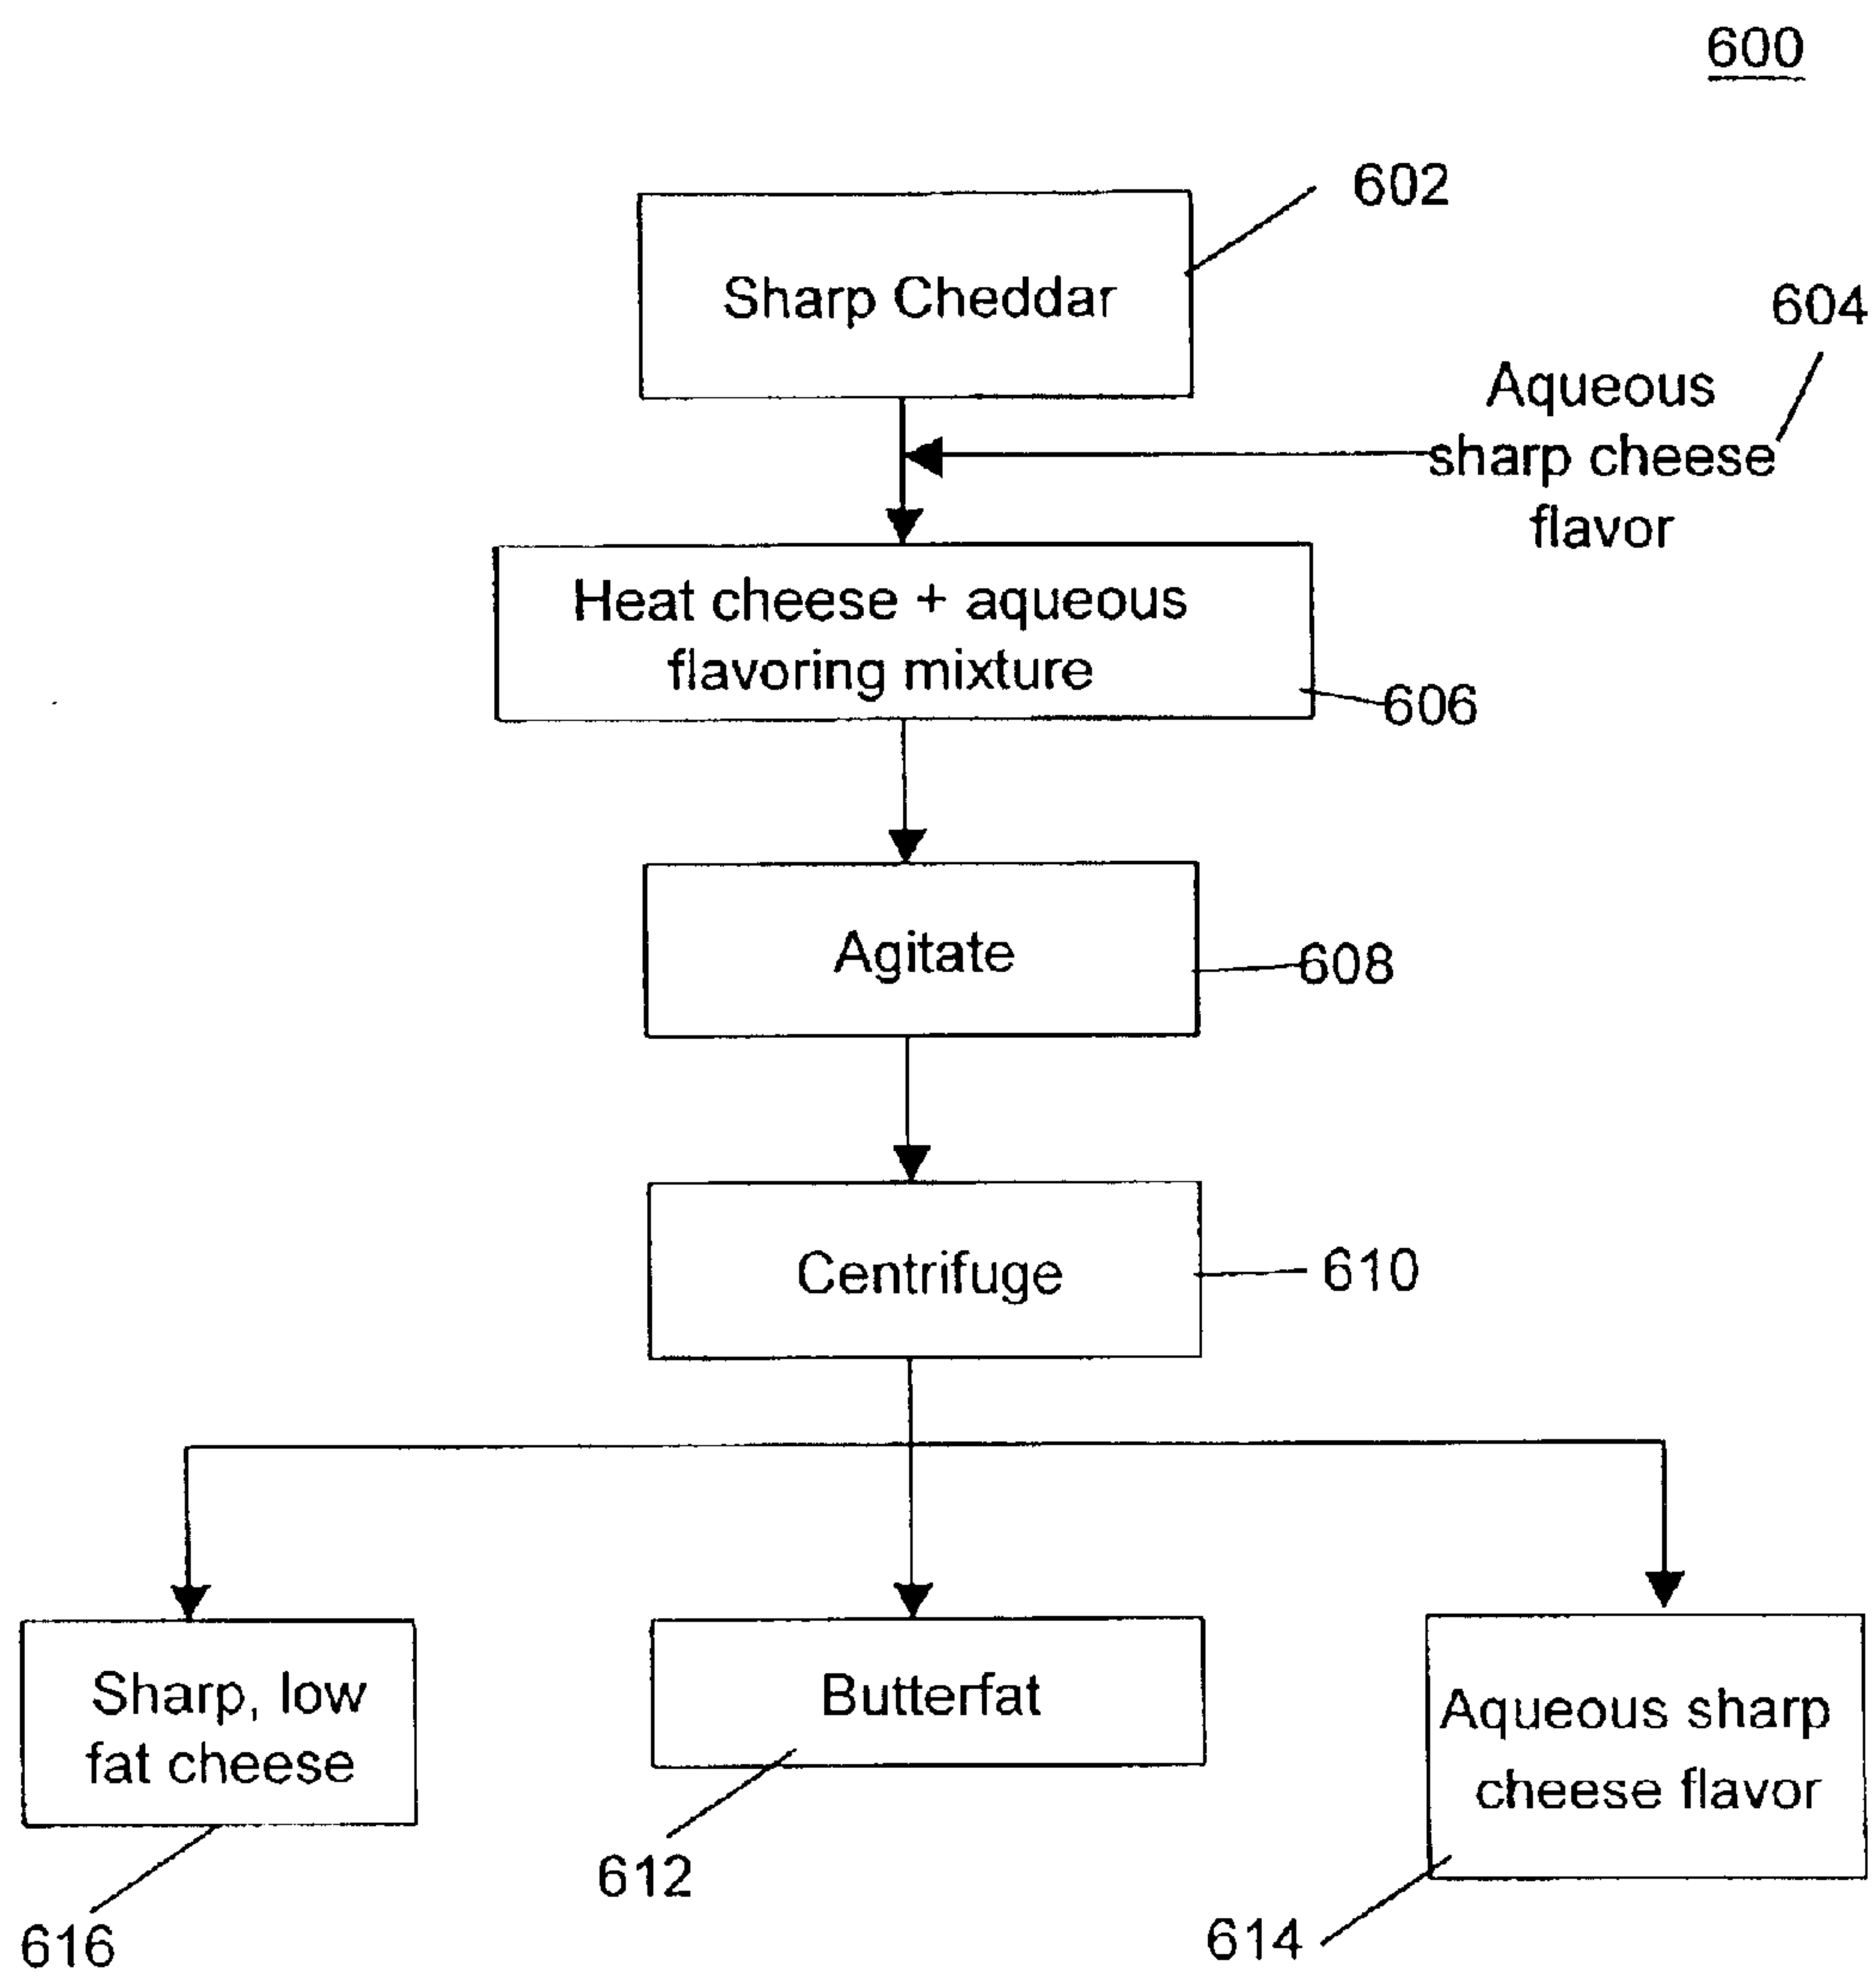 600
602
Sharp Cheddar
604
Aqueous
sharp cheese
flavor
Heat cheese + aqueous
flavoring mixture
606
Agitate
608
Centrifuge
610
Sharp, low
fat cheese
Butterfat
Aqueous sharp
cheese flavor
612
614
616